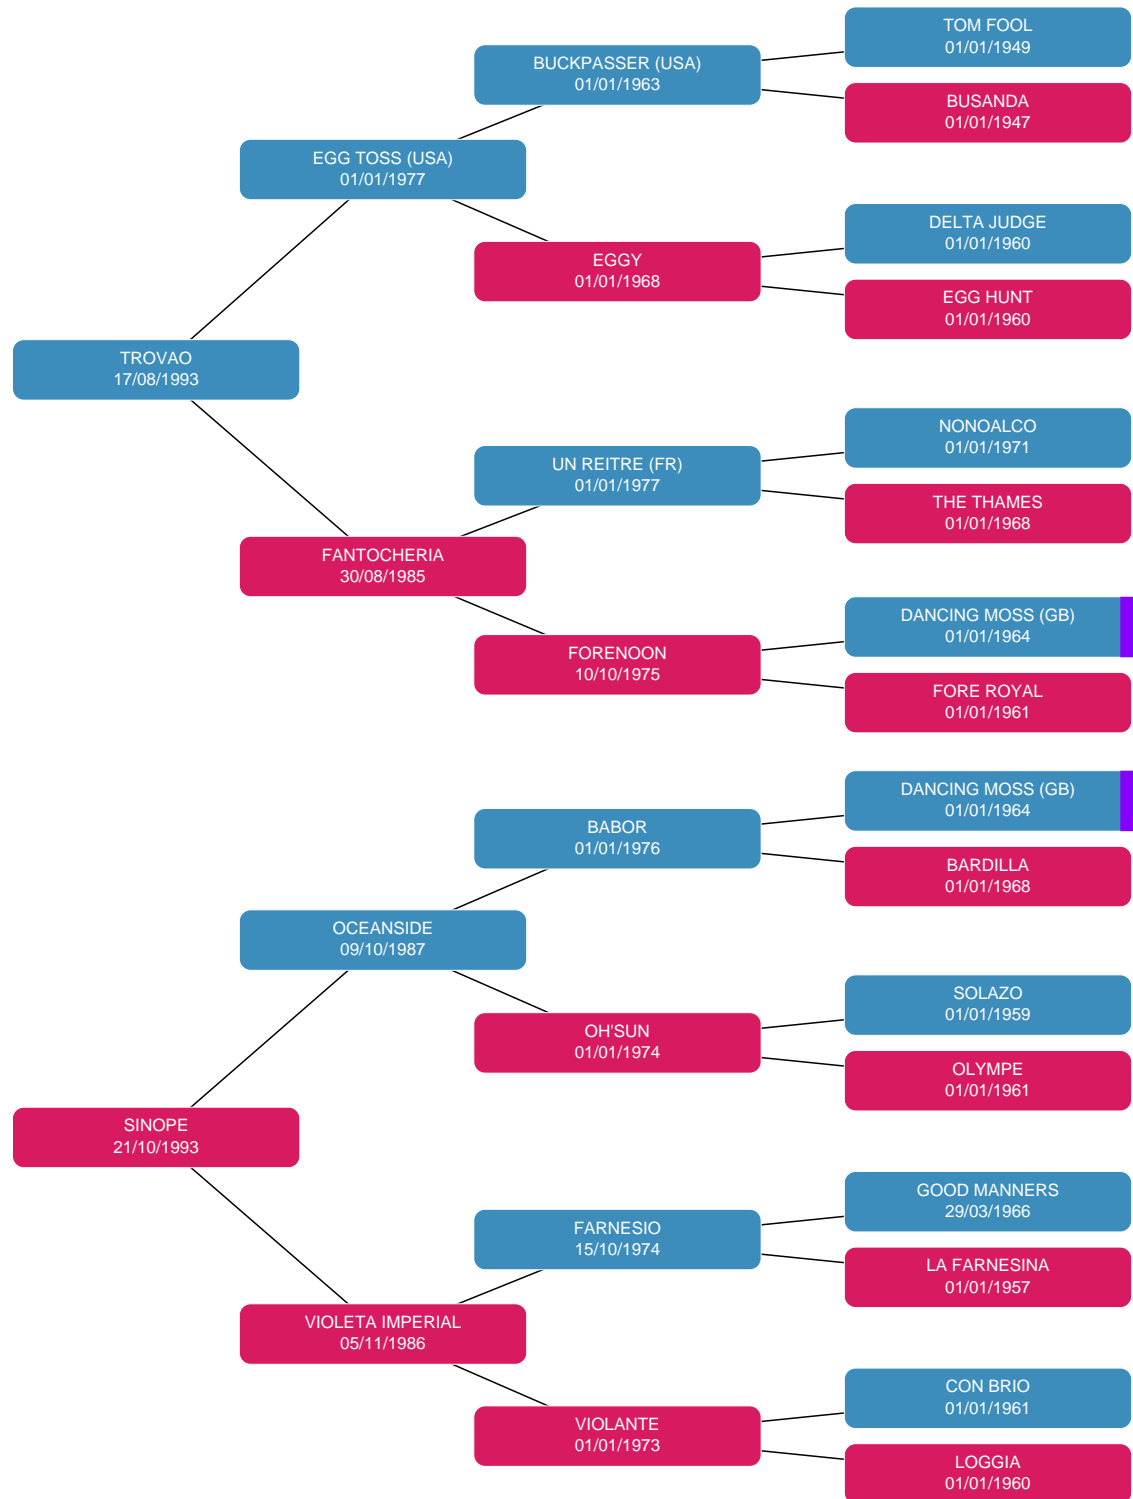 TOM FOOL
01/01/1949
BUCKPASSER (USA)
01/01/1963
BUSANDA
01/01/1947
EGG TOSS (USA)
01/01/1977
DELTA JUDGE
01/01/1960
EGGY
01/01/1968
EGG HUNT
01/01/1960
TROVAO
17/08/1993
NONOALCO
01/01/1971
UN REITRE (FR)
01/01/1977
THE THAMES
01/01/1968
FANTOCHERIA
30/08/1985
DANCING MOSS (GB)
01/01/1964
FORENOON
10/10/1975
FORE ROYAL
01/01/1961
DANCING MOSS (GB)
01/01/1964
BABOR
01/01/1976
BARDILLA
01/01/1968
OCEANSIDE
09/10/1987
SOLAZO
01/01/1959
OH'SUN
01/01/1974
OLYMPE
01/01/1961
SINOPE
21/10/1993
GOOD MANNERS
29/03/1966
FARNESIO
15/10/1974
LA FARNESINA
01/01/1957
VIOLETA IMPERIAL
05/11/1986
CON BRIO
01/01/1961
VIOLANTE
01/01/1973
LOGGIA
01/01/1960